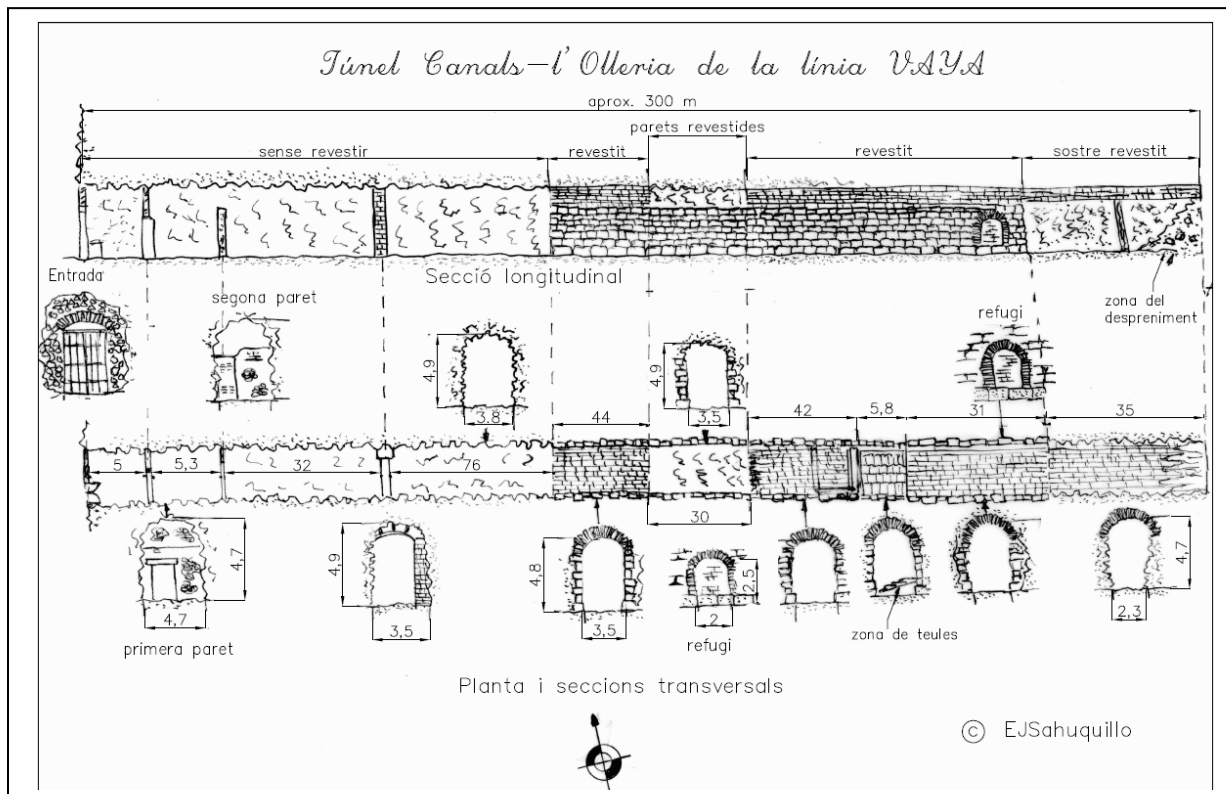 Túnel Canals-l'Olleria de la línia VAYA
aprox. 300 m
parets revestides
sense revestir
revestit
revestit
sostre revestit
Entrada
Secció longitudinal
segona paret
refugi
zona del
despreniment
4,9
3.8
4,9
3,5
44
42
5,8
31
35
5
5,3
32
76
30
4,7
4,7
primera paret
4,9
3,5
4,8
3,5
2,5
2
refugi
zona de teules
4,7
2,3
Planta i seccions transversals
© EJSahuquillo